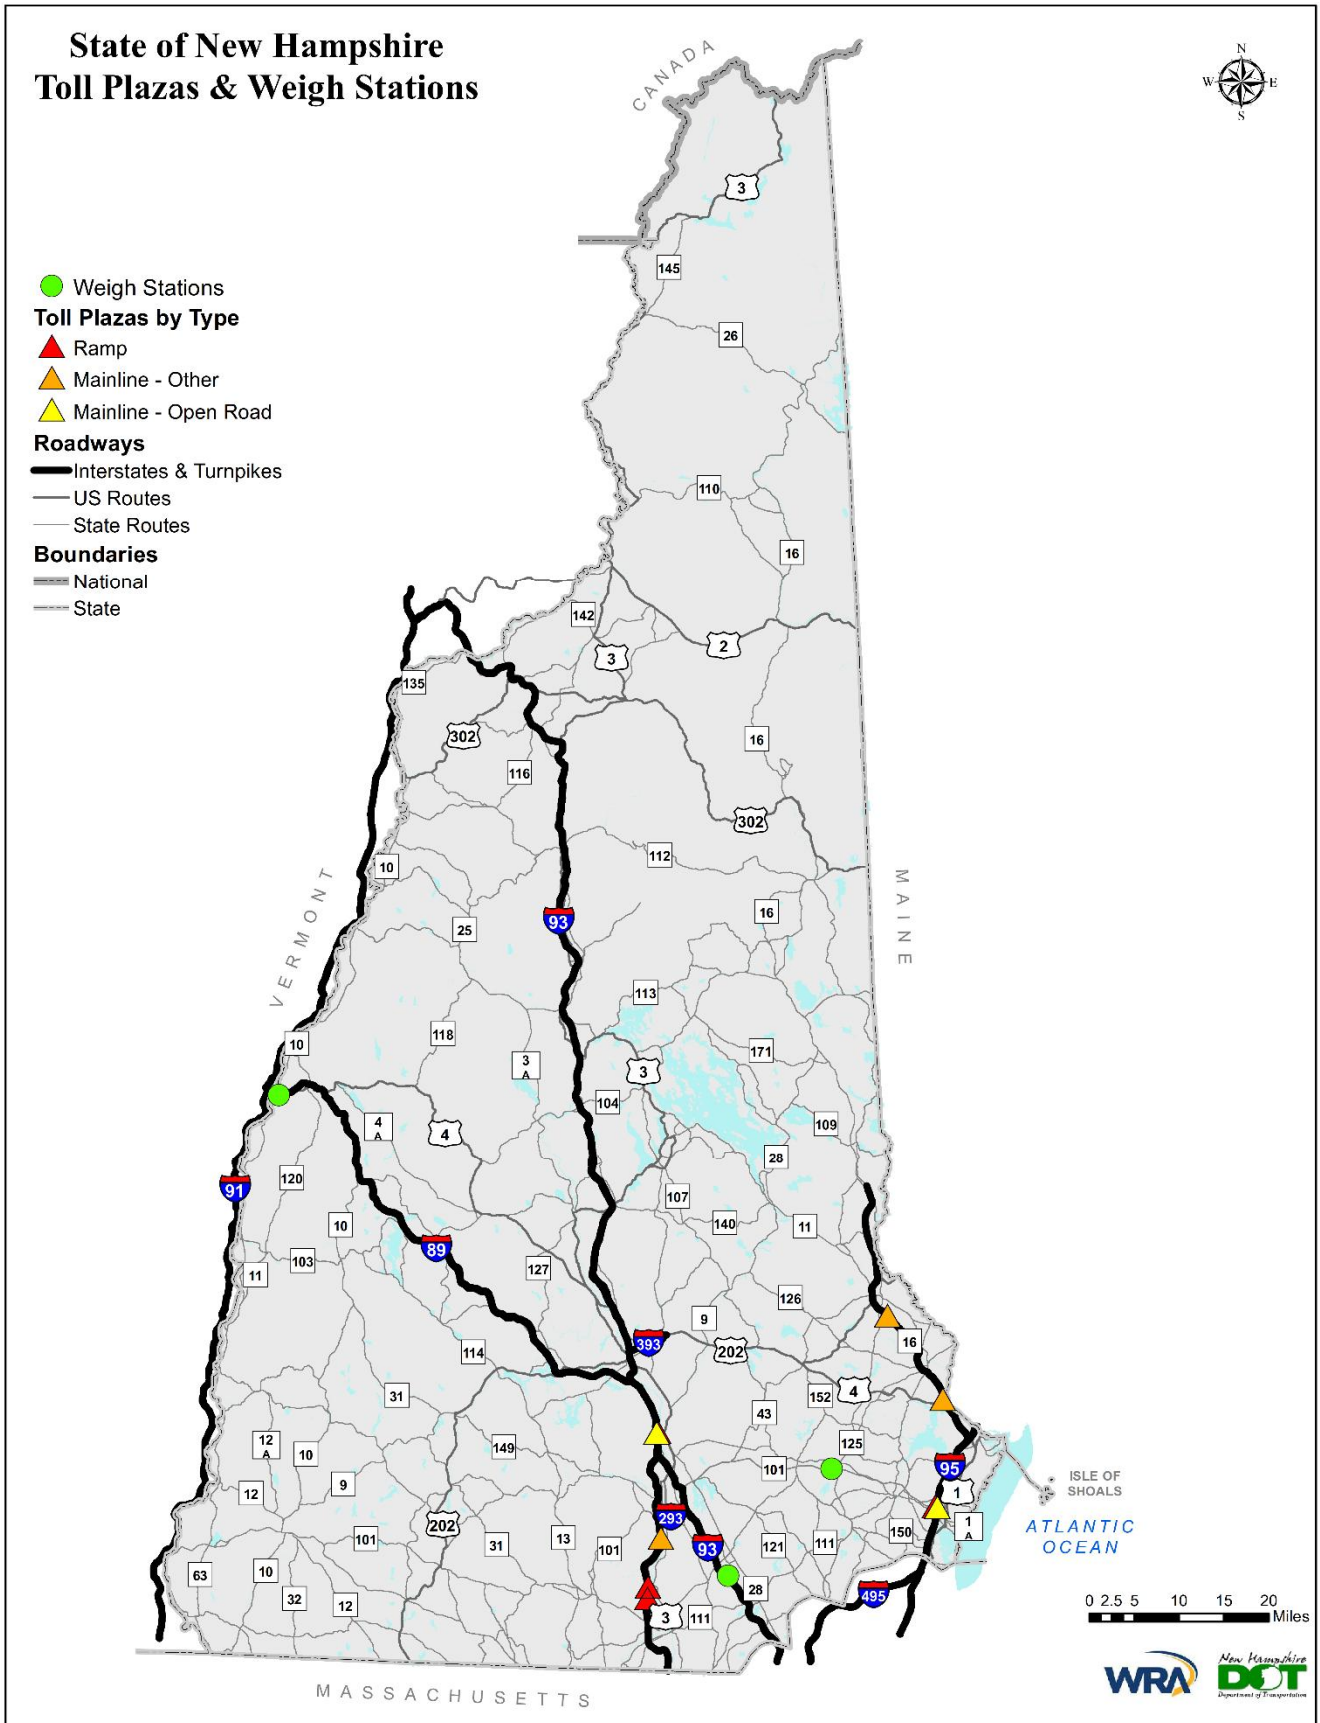 State of New Hampshire
Toll Plazas & Weigh Stations
CANADA
N
W
E
S
3
145
26
Weigh Stations
Toll Plazas by Type
Ramp
Mainline - Other
Mainline - Open Road
Roadways
Interstates & Turnpikes
US Routes
State Routes
Boundaries
National
State
110
16
142
3
2
135
302
16
116
302
112
10
VERMONT
MAINE
93
16
25
113
118
10
171
3
A
3
104
4
A
4
109
28
120
91
107
10
140
11
89
103
127
11
126
9
393
16
202
114
31
152
4
43
12
A
10
149
125
101
95
ISLE OF
SHOALS
9
12
1
293
202
1
A
ATLANTIC
OCEAN
101
31
13
101
93
121
111
150
63
10
28
495
32
12
3
111
0 2.5 5 10 15 20
Miles
WRA
New Hampshire
DOT
Department of Transportation
MASSACHUSETTS